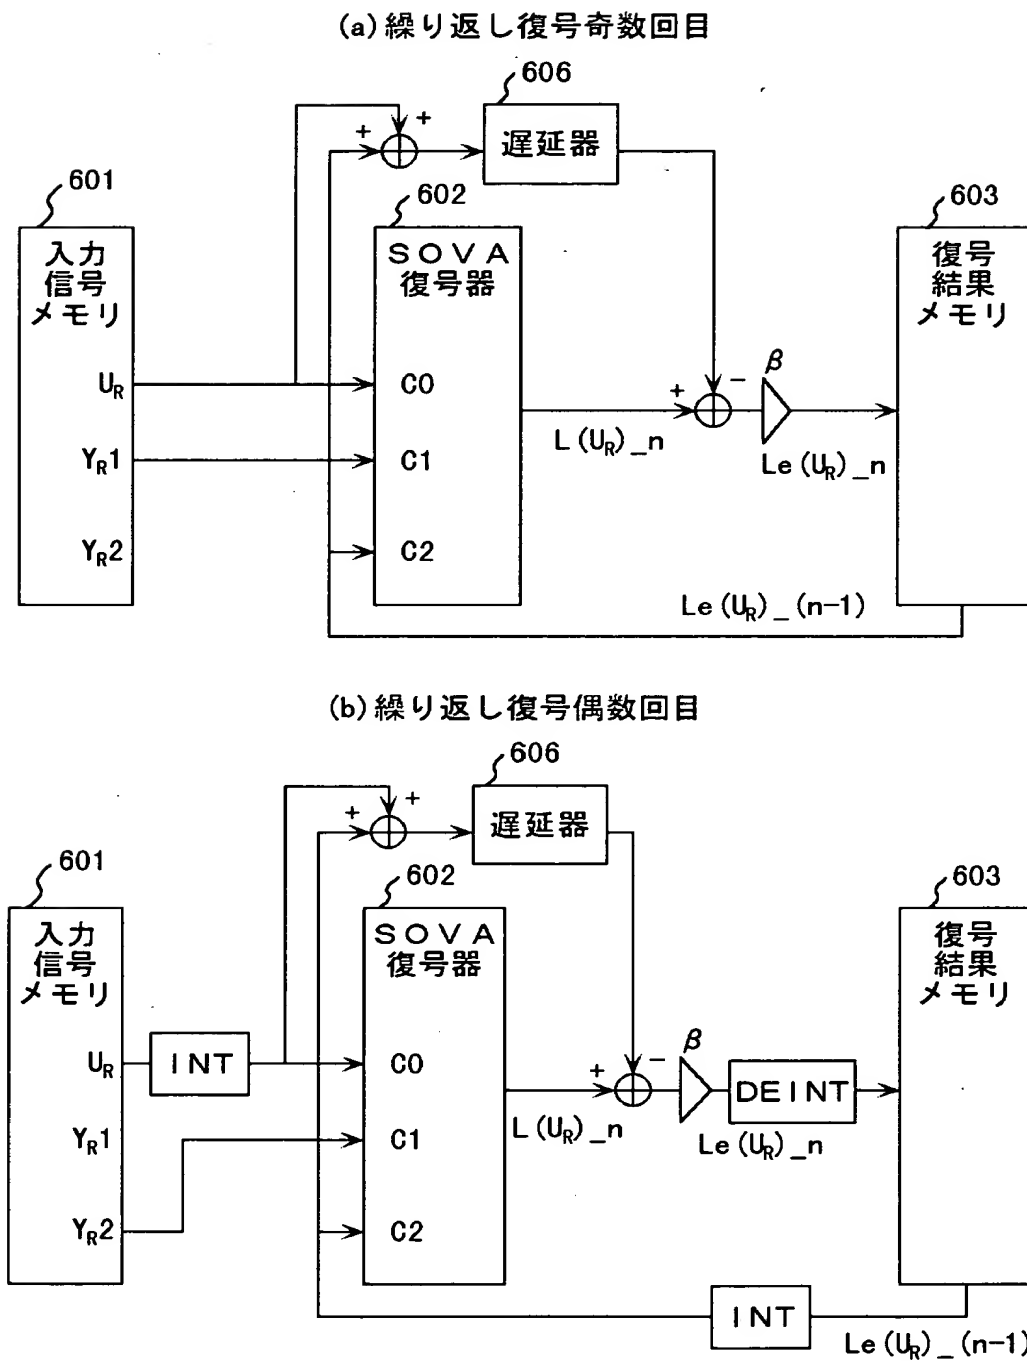 (a)繰り返し復号奇数回目
606
+
+
遅延器
601
602
603
入力
信号
メモリ
SOVA
復号器
復号
結果
メモリ
β
U_R
C0
−
+
L(U_R)_n
Le(U_R)_n
Y_R1
C1
Y_R2
C2
Le(U_R)_(n-1)
(b)繰り返し復号偶数回目
606
+
+
遅延器
601
602
603
入力
信号
メモリ
SOVA
復号器
復号
結果
メモリ
β
U_R
INT
C0
−
+
DEINT
L(U_R)_n
Le(U_R)_n
Y_R1
C1
Y_R2
C2
INT
Le(U_R)_(n-1)